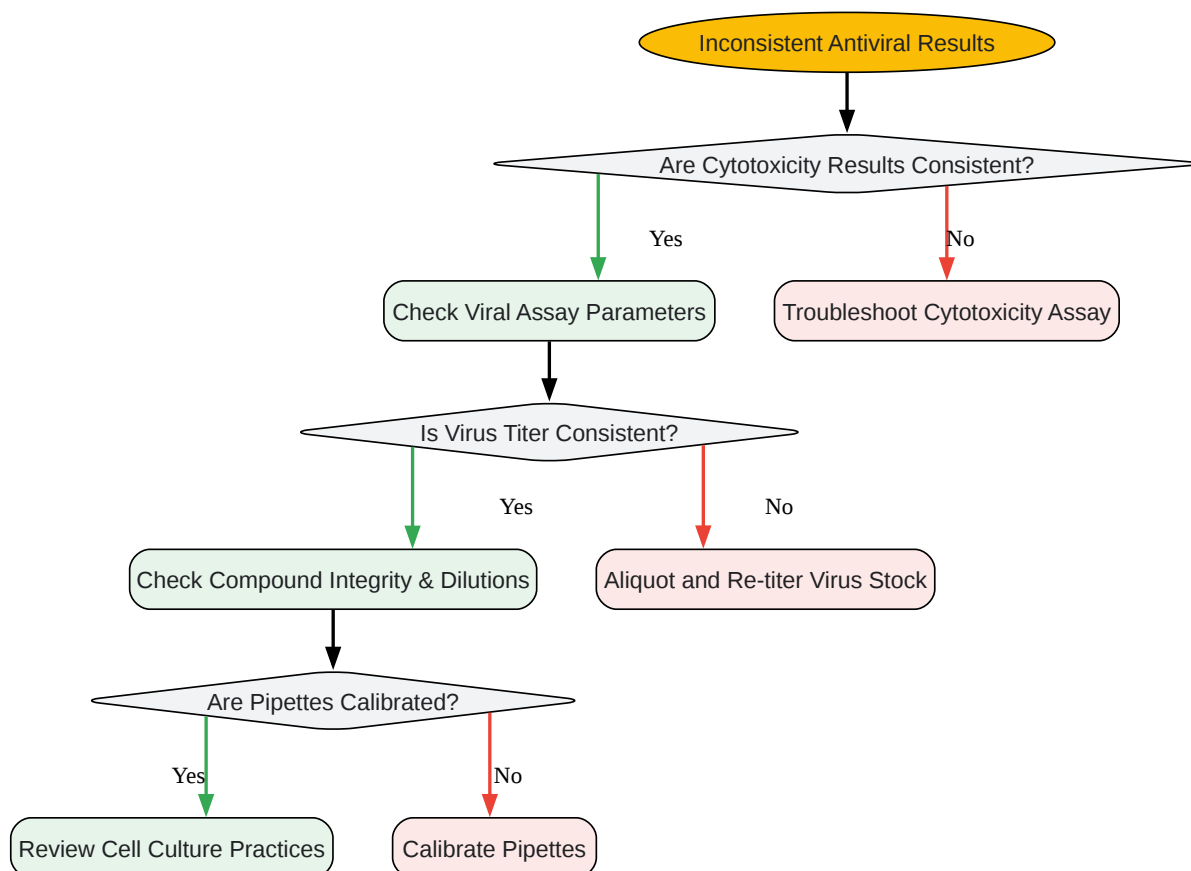 Inconsistent Antiviral Results
Are Cytotoxicity Results Consistent?
Yes
No
Check Viral Assay Parameters
Troubleshoot Cytotoxicity Assay
Is Virus Titer Consistent?
Yes
No
Check Compound Integrity & Dilutions
Aliquot and Re-titer Virus Stock
Are Pipettes Calibrated?
Yes
No
Review Cell Culture Practices
Calibrate Pipettes